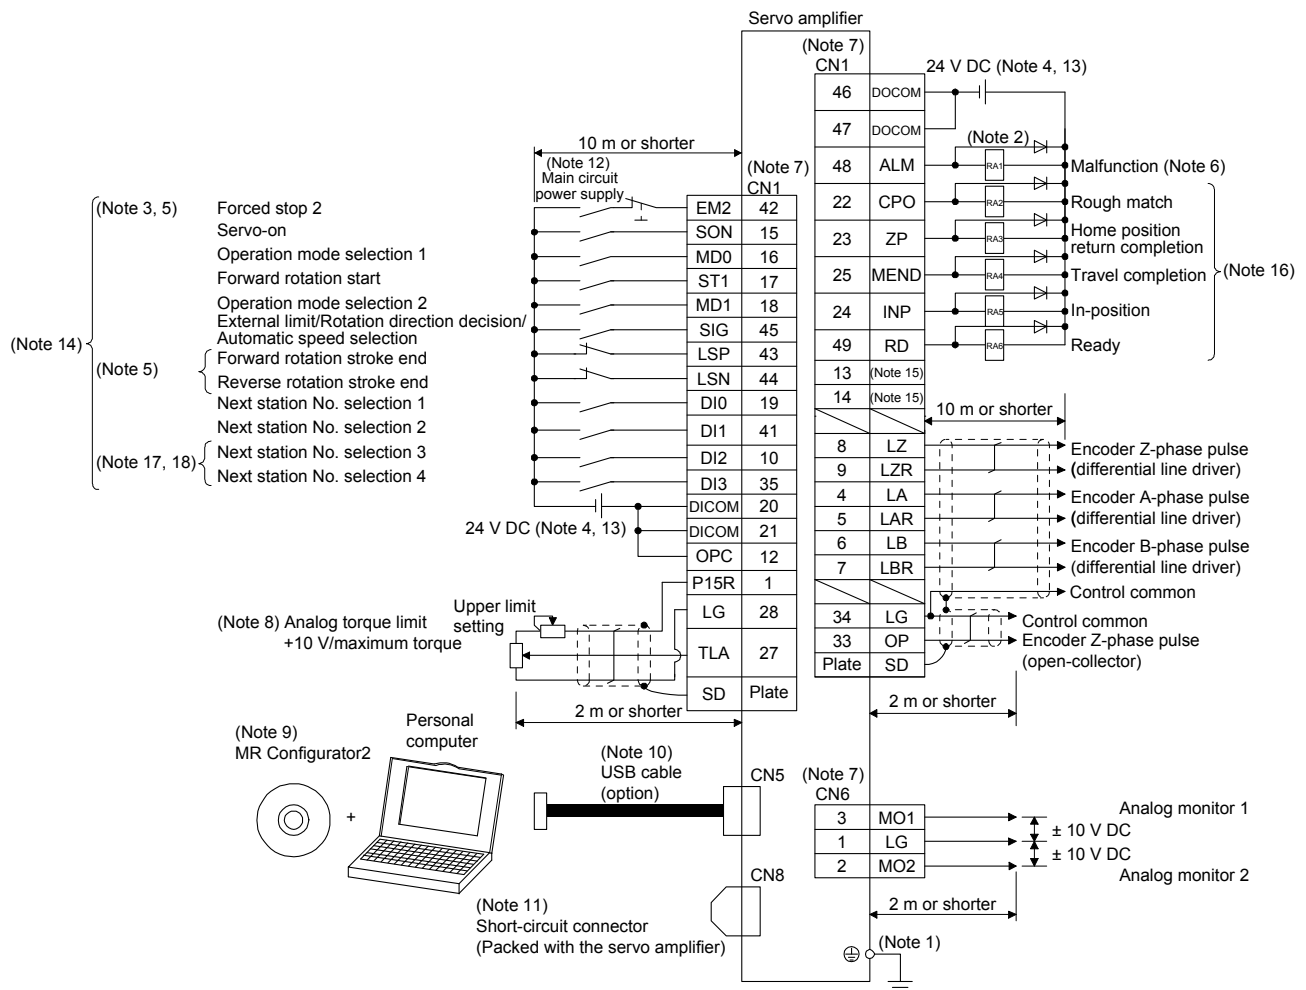 Servo amplifier
(Note 7)
CN1
24 V DC (Note 4, 13)
46 DOCOM
47 DOCOM
(Note 2)
48 ALM RA1 Malfunction (Note 6)
22 CPO RA2 Rough match
23 ZP RA3 Home position
return completion
25 MEND RA4 Travel completion
(Note 16)
24 INP RA5 In-position
49 RD RA6 Ready
13 (Note 15)
14 (Note 15)
10 m or shorter
8 LZ Encoder Z-phase pulse
9 LZR (differential line driver)
4 LA Encoder A-phase pulse
5 LAR (differential line driver)
6 LB Encoder B-phase pulse
7 LBR (differential line driver)
Control common
34 LG Control common
33 OP Encoder Z-phase pulse
(open-collector)
Plate SD
2 m or shorter
10 m or shorter
(Note 12)
Main circuit
power supply
(Note 7)
CN1
(Note 14)
(Note 3, 5) Forced stop 2 EM2 42
Servo-on SON 15
Operation mode selection 1 MD0 16
Forward rotation start ST1 17
Operation mode selection 2 MD1 18
External limit/Rotation direction decision/
Automatic speed selection SIG 45
(Note 5)
Forward rotation stroke end LSP 43
Reverse rotation stroke end LSN 44
Next station No. selection 1 DI0 19
Next station No. selection 2 DI1 41
(Note 17, 18)
Next station No. selection 3 DI2 10
Next station No. selection 4 DI3 35
DICOM 20
24 V DC (Note 4, 13)
DICOM 21
OPC 12
P15R 1
LG 28
Upper limit
setting
(Note 8) Analog torque limit
+10 V/maximum torque
TLA 27
SD Plate
2 m or shorter
(Note 9)
MR Configurator2
+
Personal
computer
(Note 10)
USB cable
(option)
CN5
CN8
(Note 11)
Short-circuit connector
(Packed with the servo amplifier)
(Note 7)
CN6
3 MO1 Analog monitor 1
± 10 V DC
1 LG
± 10 V DC
2 MO2 Analog monitor 2
2 m or shorter
(Note 1)